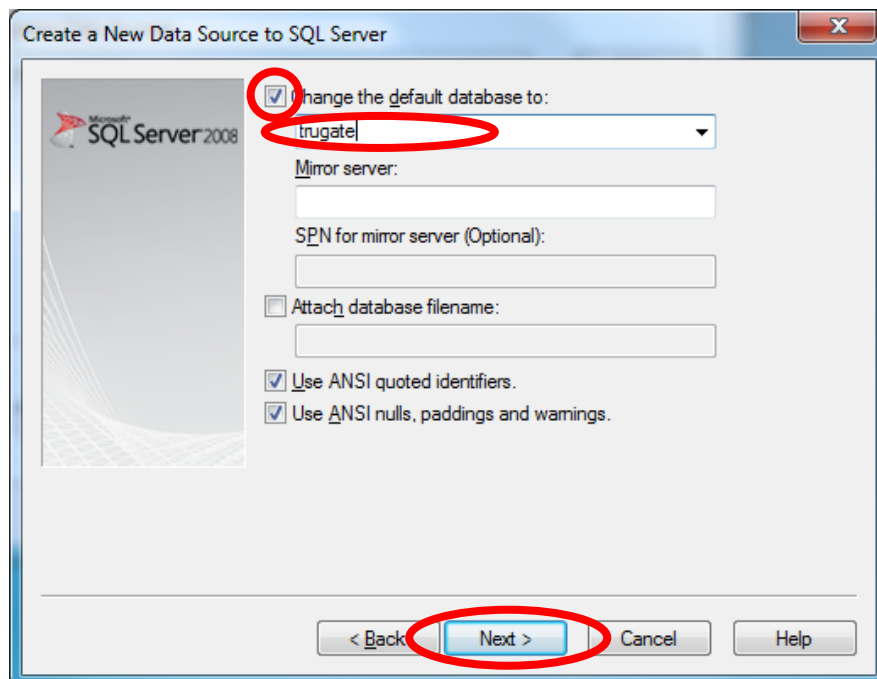 Create a New Data Source to SQL Server
Microsoft
SQL Server 2008
Change the default database to:
trugate
Mirror server:
SPN for mirror server (Optional):
Attach database filename:
Use ANSI quoted identifiers.
Use ANSI nulls, paddings and warnings.
< Back
Next >
Cancel
Help